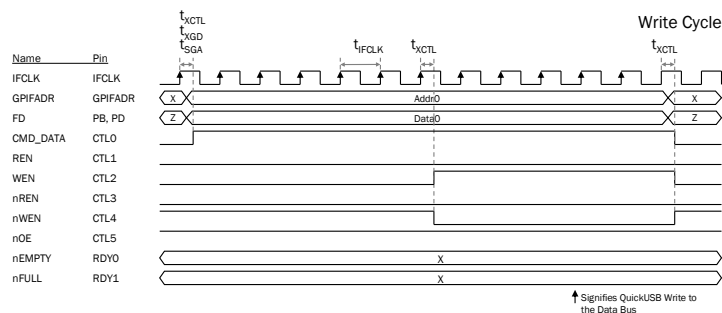 Write Cycle
tXCTL
tXGD
tSGA
tIFCLK
tXCTL
tXCTL
Name Pin
IFCLK IFCLK
GPIFADR GPIFADR X Addr0 X
FD PB, PD Z Data0 Z
CMD_DATA CTL0
REN CTL1
WEN CTL2
nREN CTL3
nWEN CTL4
nOE CTL5
nEMPTY RDY0 X
nFULL RDY1 X
Signifies QuickUSB Write to
the Data Bus